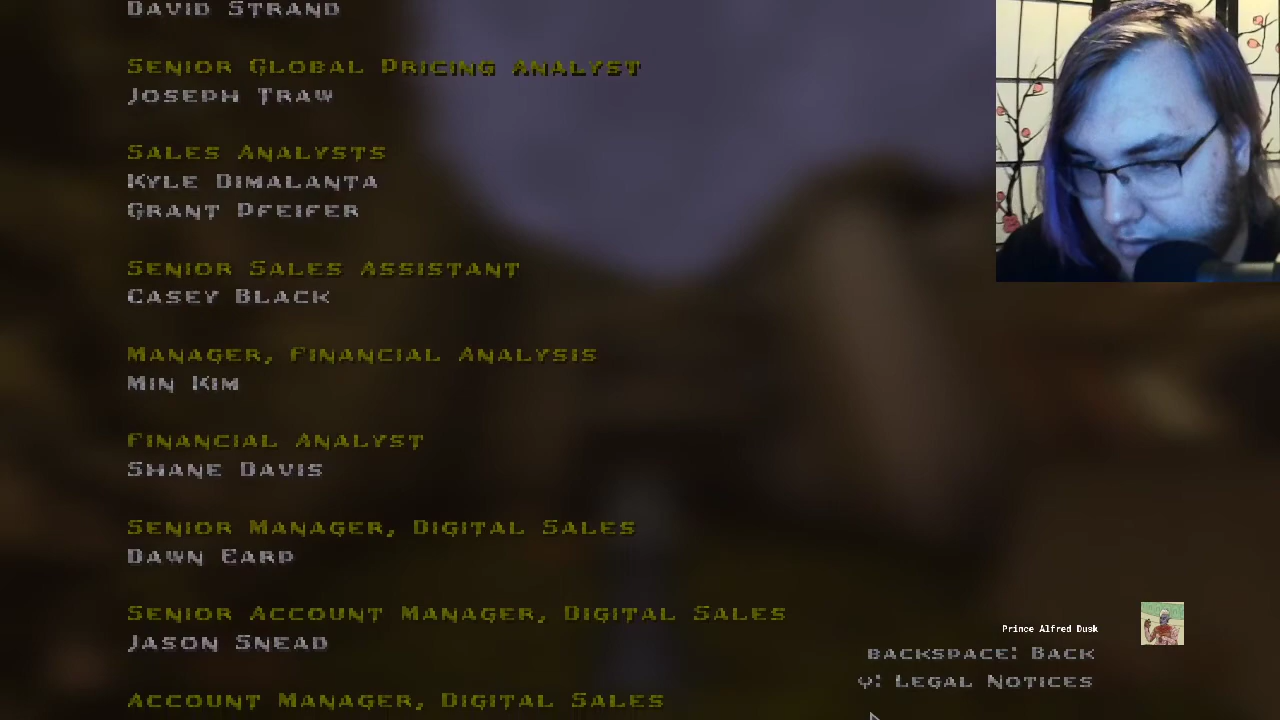 David Strand
Senior Global Pricing Analyst
Joseph Traw
Sales Analysts
Kyle Dimalanta
Grant Pfeifer
Senior Sales Assistant
Casey Black
Manager, Financial Analysis
Min Kim
Financial Analyst
Shane Davis
Senior Manager, Digital Sales
Dawn Earp
Senior Account Manager, Digital Sales
Jason Snead
Account Manager, Digital Sales
Prince Alfred Dusk
Backspace: Back
Y: Legal Notices